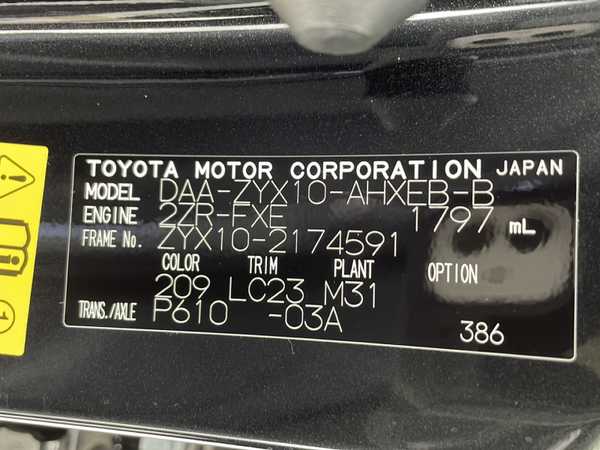 TOYOTA MOTOR CORPORATION JAPAN
MODEL DAA-ZYX10-AHXEB-B
ENGINE 2ZR-FXE 1797 mL
FRAME No. ZYX10-2174591
COLOR TRIM PLANT OPTION
209 LC23 M31
TRANS./AXLE P610 -03A
386
1